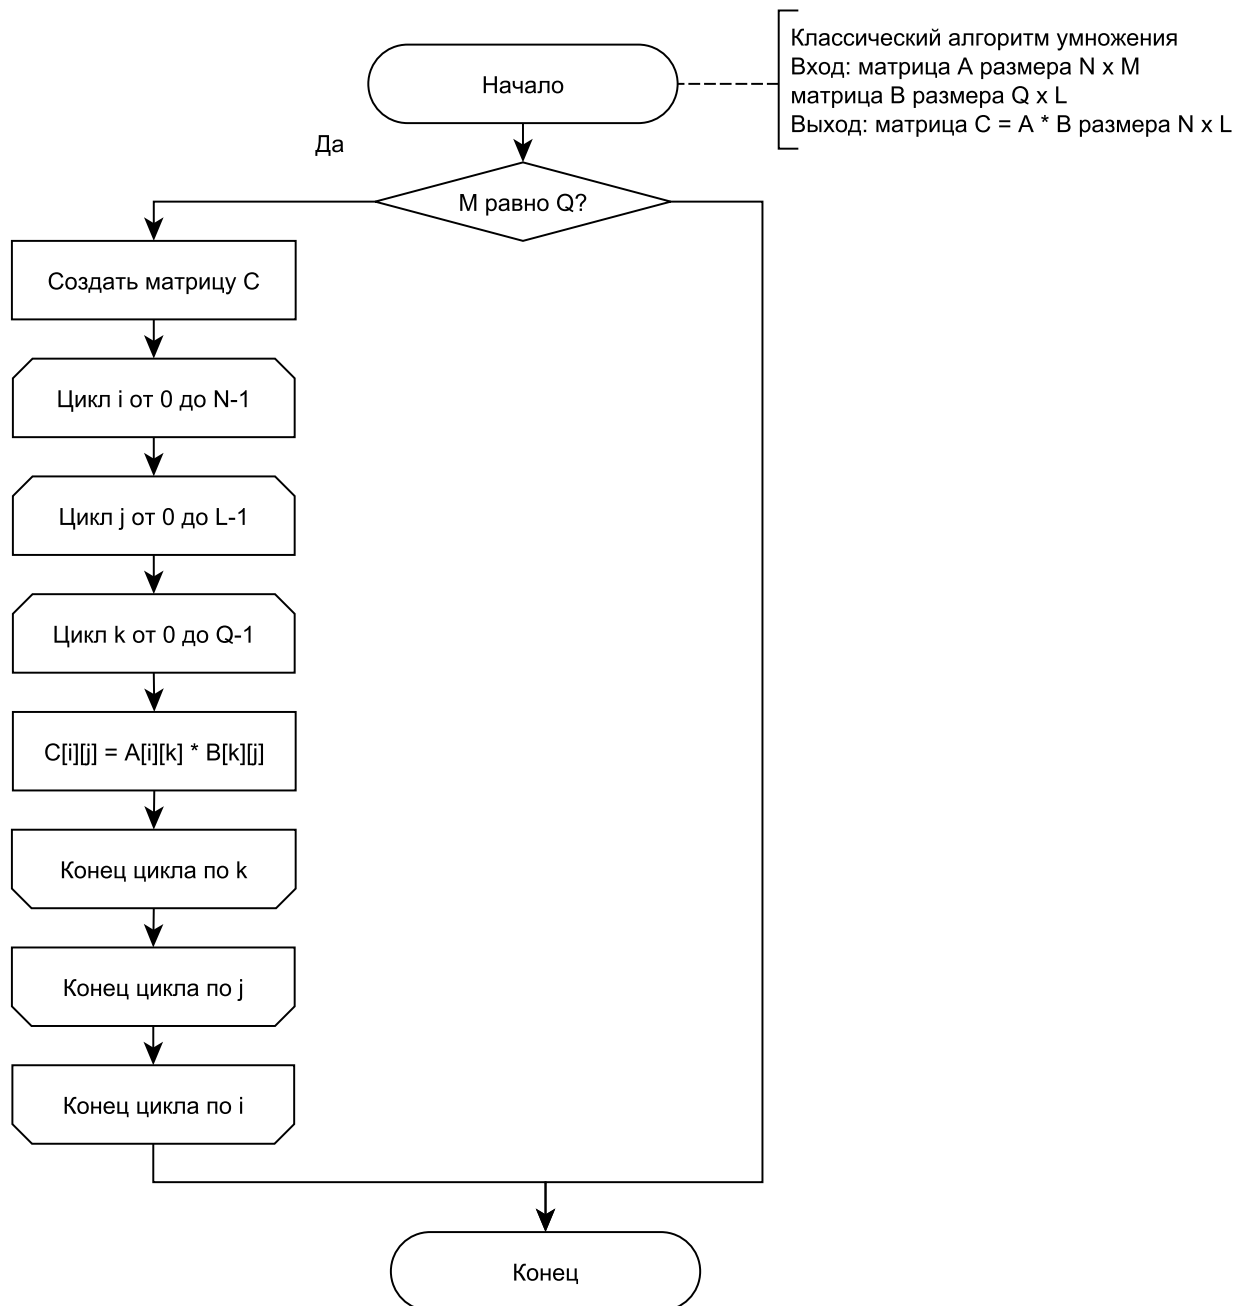 Классический алгоритм умножения
Вход: матрица A размера N x M
матрица B размера Q x L
Выход: матрица C = A * B размера N x L
Начало
Да
M равно Q?
Создать матрицу C
Цикл i от 0 до N-1
Цикл j от 0 до L-1
Цикл k от 0 до Q-1
C[i][j] = A[i][k] * B[k][j]
Конец цикла по k
Конец цикла по j
Конец цикла по i
Конец